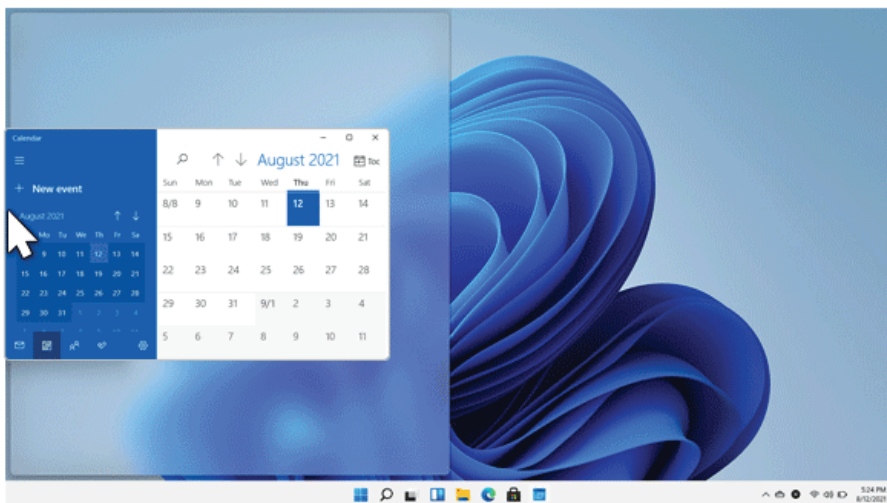 Calendar
August 2021
Toc
New event
Sun Mon Tue Wed Thu Fri Sat
8/8 9 10 11 12 13 14
August 2021
Mo Tu We Th Fr Sa
15 16 17 18 19 20 21
9 10 11 12 13 14
22 23 24 25 26 27 28
15 16 17 18 19 20 21
22 23 24 25 26 27 28
29 30 31 9/1 2 3 4
29 30 31 1 2 3 4
5 6 7 8 9 10 11
5:24 PM
8/12/2021